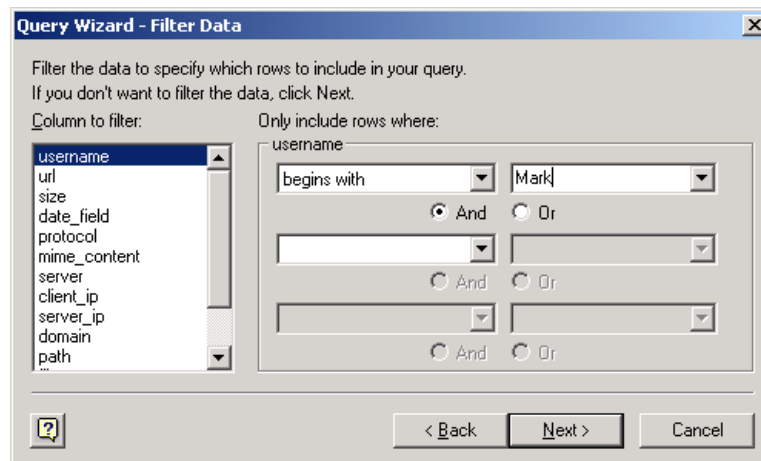 Query Wizard - Filter Data
Filter the data to specify which rows to include in your query.
If you don't want to filter the data, click Next.
Column to filter:
Only include rows where:
username
url
size
date_field
protocol
mime_content
server
client_ip
server_ip
domain
path
username
begins with
Mark
And
Or
And
Or
And
Or
< Back
Next >
Cancel